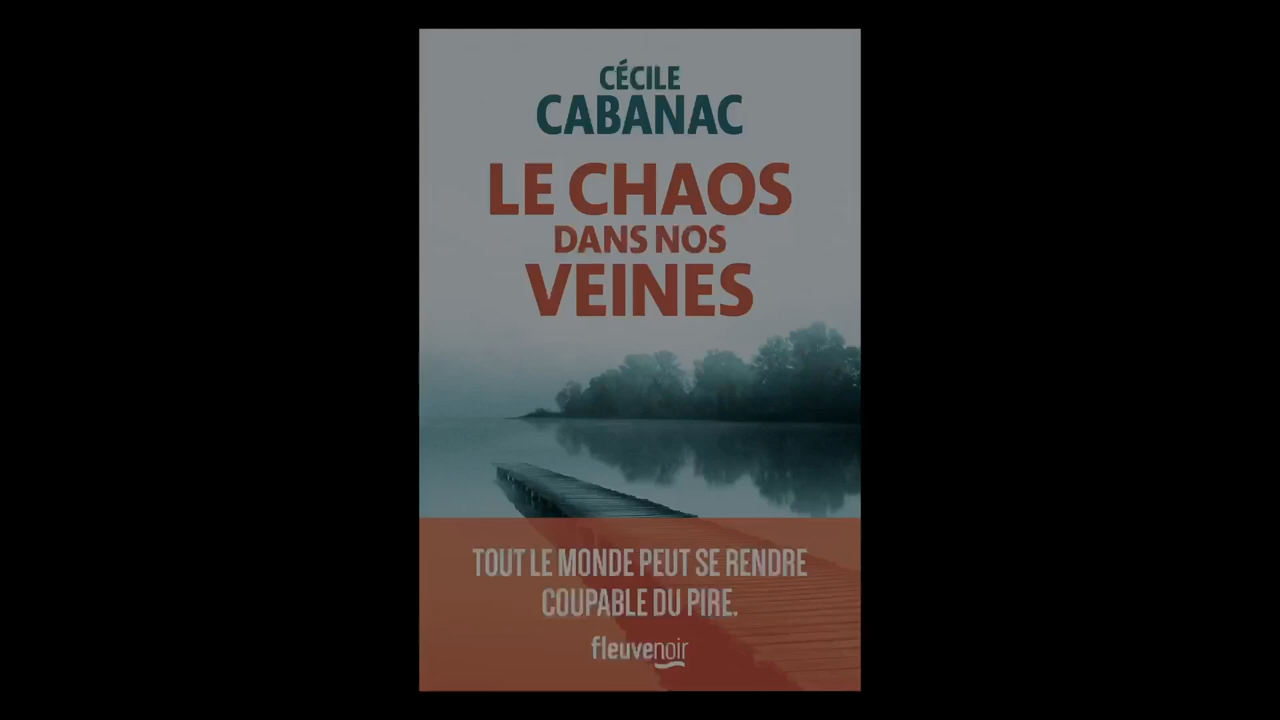 CÉCILE
CABANAC
LE CHAOS
DANS NOS
VEINES
TOUT LE MONDE PEUT SE RENDRE
COUPABLE DU PIRE.
fleuvenoir